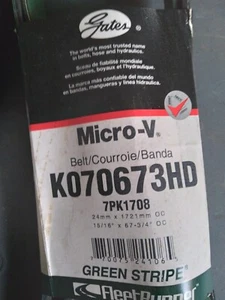 Gates
The world's most trusted name
in belts, hose and hydraulics.
Sceau de fiabilité mondiale
en courroies, boyaux et l'hydraulique.
La marca más confiable del mundo
en bandas, mangueras y línea hidráulica.
Micro-V®
Belt/Courroie/Banda
K070673HD
7PK1708
24mm x 1721mm OC
15/16" x 67-3/4" OC
GREEN STRIPE
FleetRunner